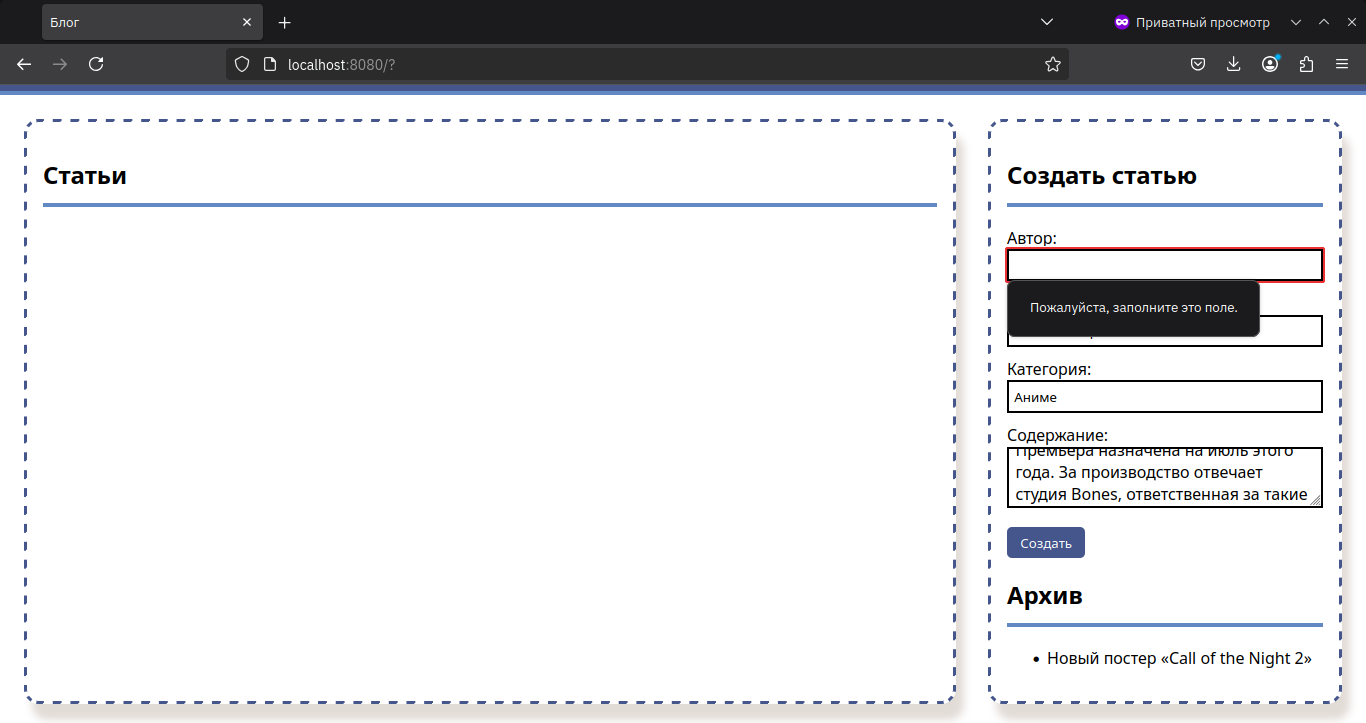 Блог
Приватный просмотр
localhost:8080/?
Статьи
Создать статью
Автор:
Пожалуйста, заполните это поле.
Категория:
Аниме
Содержание:
Премьера назначена на июль этого
года. За производство отвечает
студия Bones, ответственная за такие
Создать
Архив
• Новый постер «Call of the Night 2»